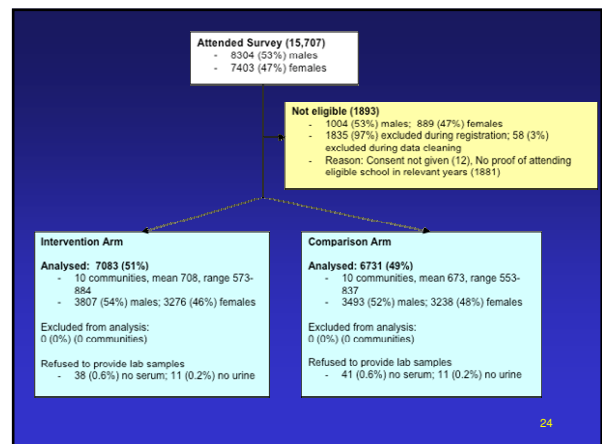 Attended Survey (15,707)
- 8304 (53%) males
- 7403 (47%) females
Not eligible (1893)
- 1004 (53%) males; 889 (47%) females
- 1835 (97%) excluded during registration; 58 (3%)
excluded during data cleaning
- Reason: Consent not given (12), No proof of attending
eligible school in relevant years (1881)
Intervention Arm
Analysed: 7083 (51%)
- 10 communities, mean 708, range 573-
884
- 3807 (54%) males; 3276 (46%) females
Excluded from analysis:
0 (0%) (0 communities)
Refused to provide lab samples
- 38 (0.6%) no serum; 11 (0.2%) no urine
Comparison Arm
Analysed: 6731 (49%)
- 10 communities, mean 673, range 553-
837
- 3493 (52%) males; 3238 (48%) females
Excluded from analysis:
0 (0%) (0 communities)
Refused to provide lab samples
- 41 (0.6%) no serum; 11 (0.2%) no urine
24